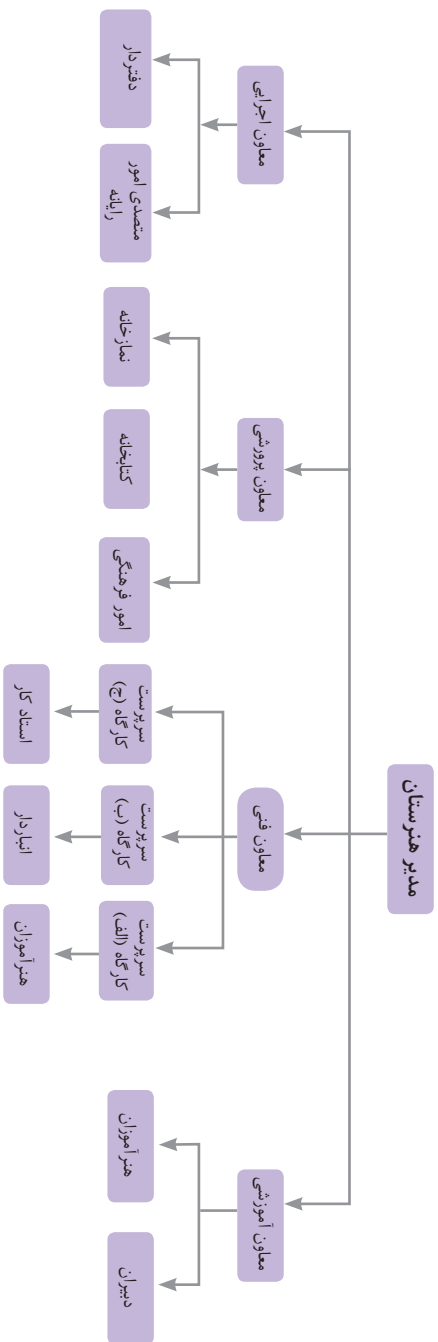 مدیر هنرستان
معاون آموزشی
معاون فنی
معاون پرورشی
معاون اجرایی
دبیران
هنرآموزان
سرپرست
کارگاه (الف)
سرپرست
کارگاه (ب)
سرپرست
کارگاه (ج)
امور فرهنگی
کتابخانه
نمازخانه
متصدی امور
رایانه
دفتردار
هنرآموزان
انباردار
استاد کار